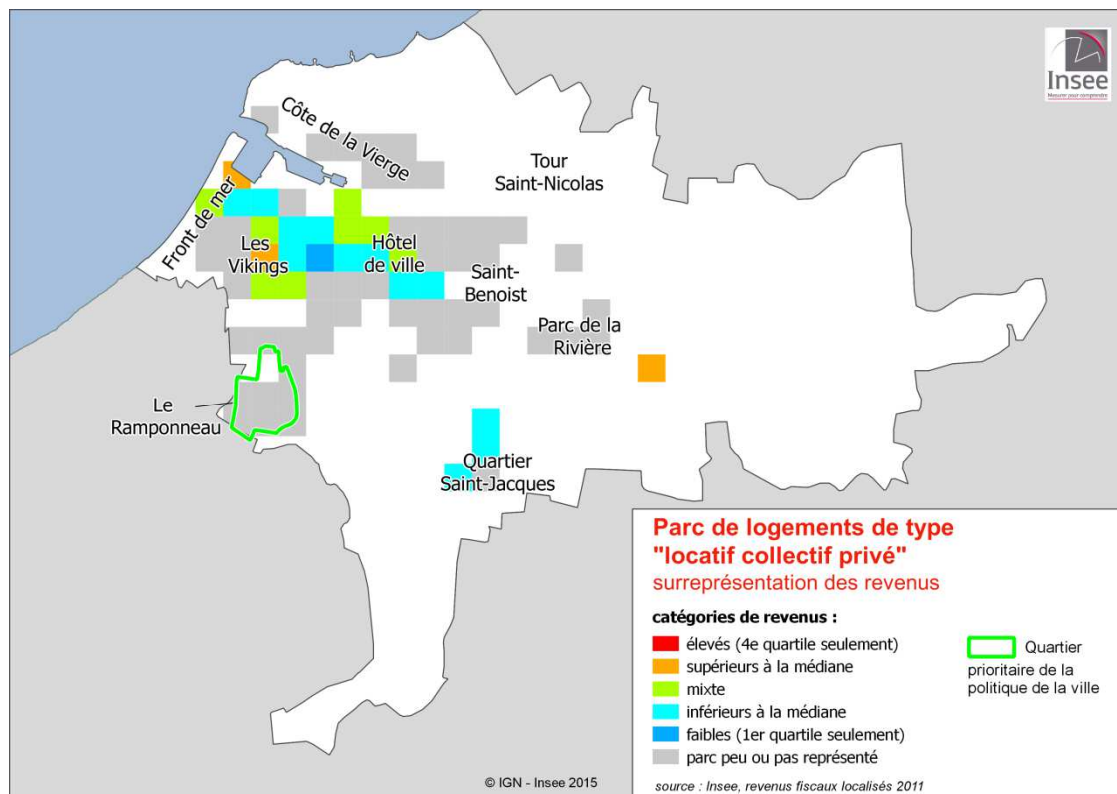 Insee
Mesurer pour comprendre
Côte de la Vierge
Tour
Saint-Nicolas
Front de mer
Les
Vikings
Hôtel
de ville
Saint-
Benoist
Parc de la
Rivière
Le
Ramponneau
Quartier
Saint-Jacques
Parc de logements de type
"locatif collectif privé"
surreprésentation des revenus
catégories de revenus :
élevés (4e quartile seulement)
supérieurs à la médiane
mixte
inférieurs à la médiane
faibles (1er quartile seulement)
parc peu ou pas représenté
Quartier
prioritaire de la
politique de la ville
© IGN - Insee 2015
source : Insee, revenus fiscaux localisés 2011